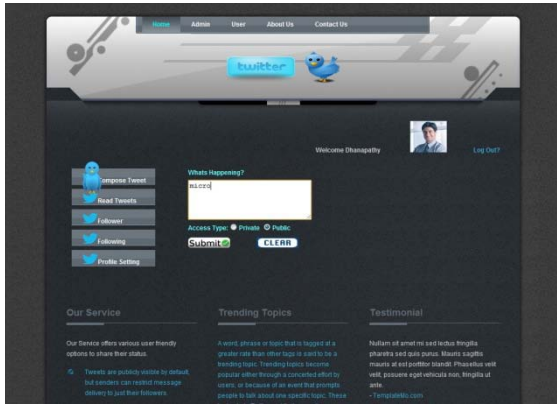 Home Admin User About Us Contact Us
twitter
Welcome Dhanapathy
Log Out?
Compose Tweet
Read Tweets
Follower
Following
Profile Setting
Whats Happening?
micro
Access Type: Private Public
Submit CLEAR
Our Service
Our Service offers various user friendly
options to share their status.
Tweets are publicly visible by default,
but senders can restrict message
delivery to just their followers.
Trending Topics
A word, phrase or topic that is tagged at a
greater rate than other tags is said to be a
trending topic. Trending topics become
popular either through a concerted effort by
users, or because of an event that prompts
people to talk about one specific topic. These
Testimonial
Nullam sit amet mi sed lectus fringilla
pharetra sed quis purus. Mauris sagittis
mauris at est porttitor blandit. Phasellus velit
velit, posuere eget vehicula non, fringilla ut
ante.
- TemplateMo.com